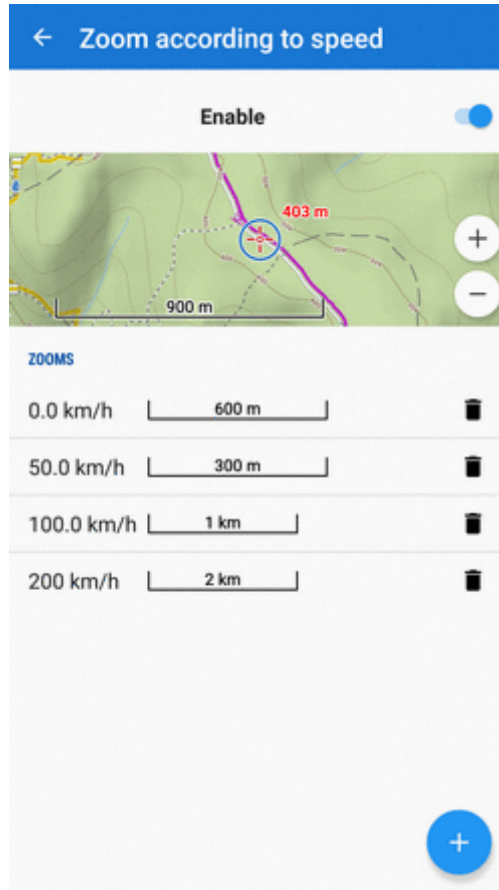 Zoom according to speed
Enable
403 m
900 m
ZOOMS
0.0 km/h 600 m
50.0 km/h 300 m
100.0 km/h 1 km
200 km/h 2 km